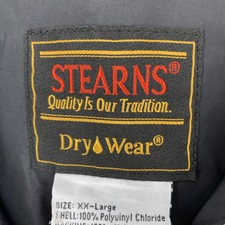 STEARNS®
Quality Is Our Tradition.
Dry Wear®
SIZE: XX-Large
SHELL:100% Polyvinyl Chloride